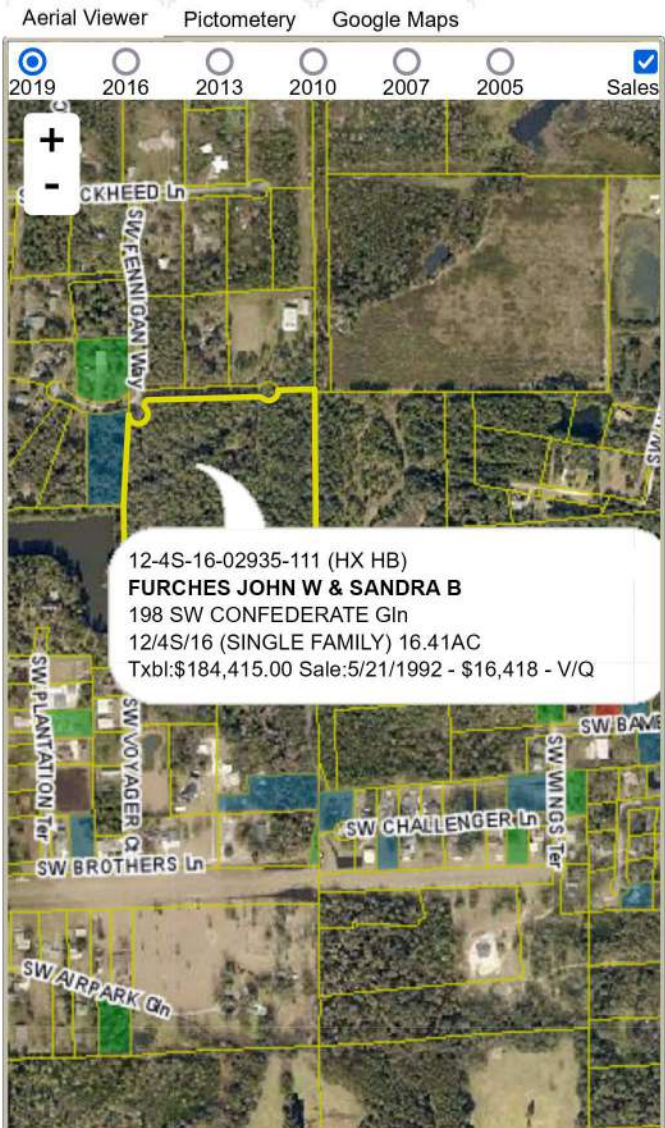 Aerial Viewer Pictometery Google Maps
2019 2016 2013 2010 2007 2005 Sales
+
-
CKHEED Ln
SW FENNIGAN Way
12-4S-16-02935-111 (HX HB)
FURCHES JOHN W & SANDRA B
198 SW CONFEDERATE Gln
12/4S/16 (SINGLE FAMILY) 16.41AC
Txbl:$184,415.00 Sale:5/21/1992 - $16,418 - V/Q
SW PLANTATION Ter
SW VOYAGER Ct
SW BAMB
SW WINGS Ter
SW CHALLENGER Ln
SW BROTHERS Ln
SW AIRPARK Gln